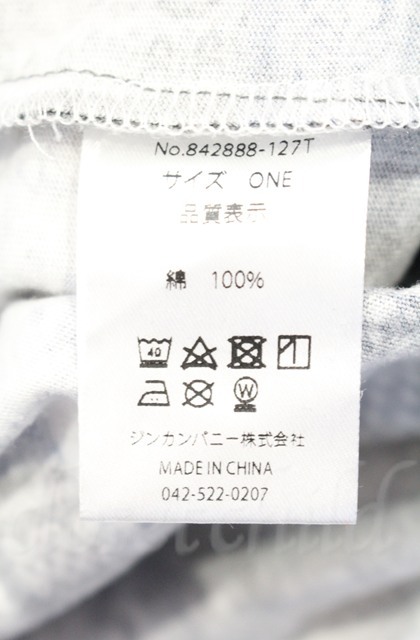 No.842888-127T
サイズ ONE
品質表示
綿 100%
40
W
ジンカンパニー株式会社
MADE IN CHINA
042-522-0207